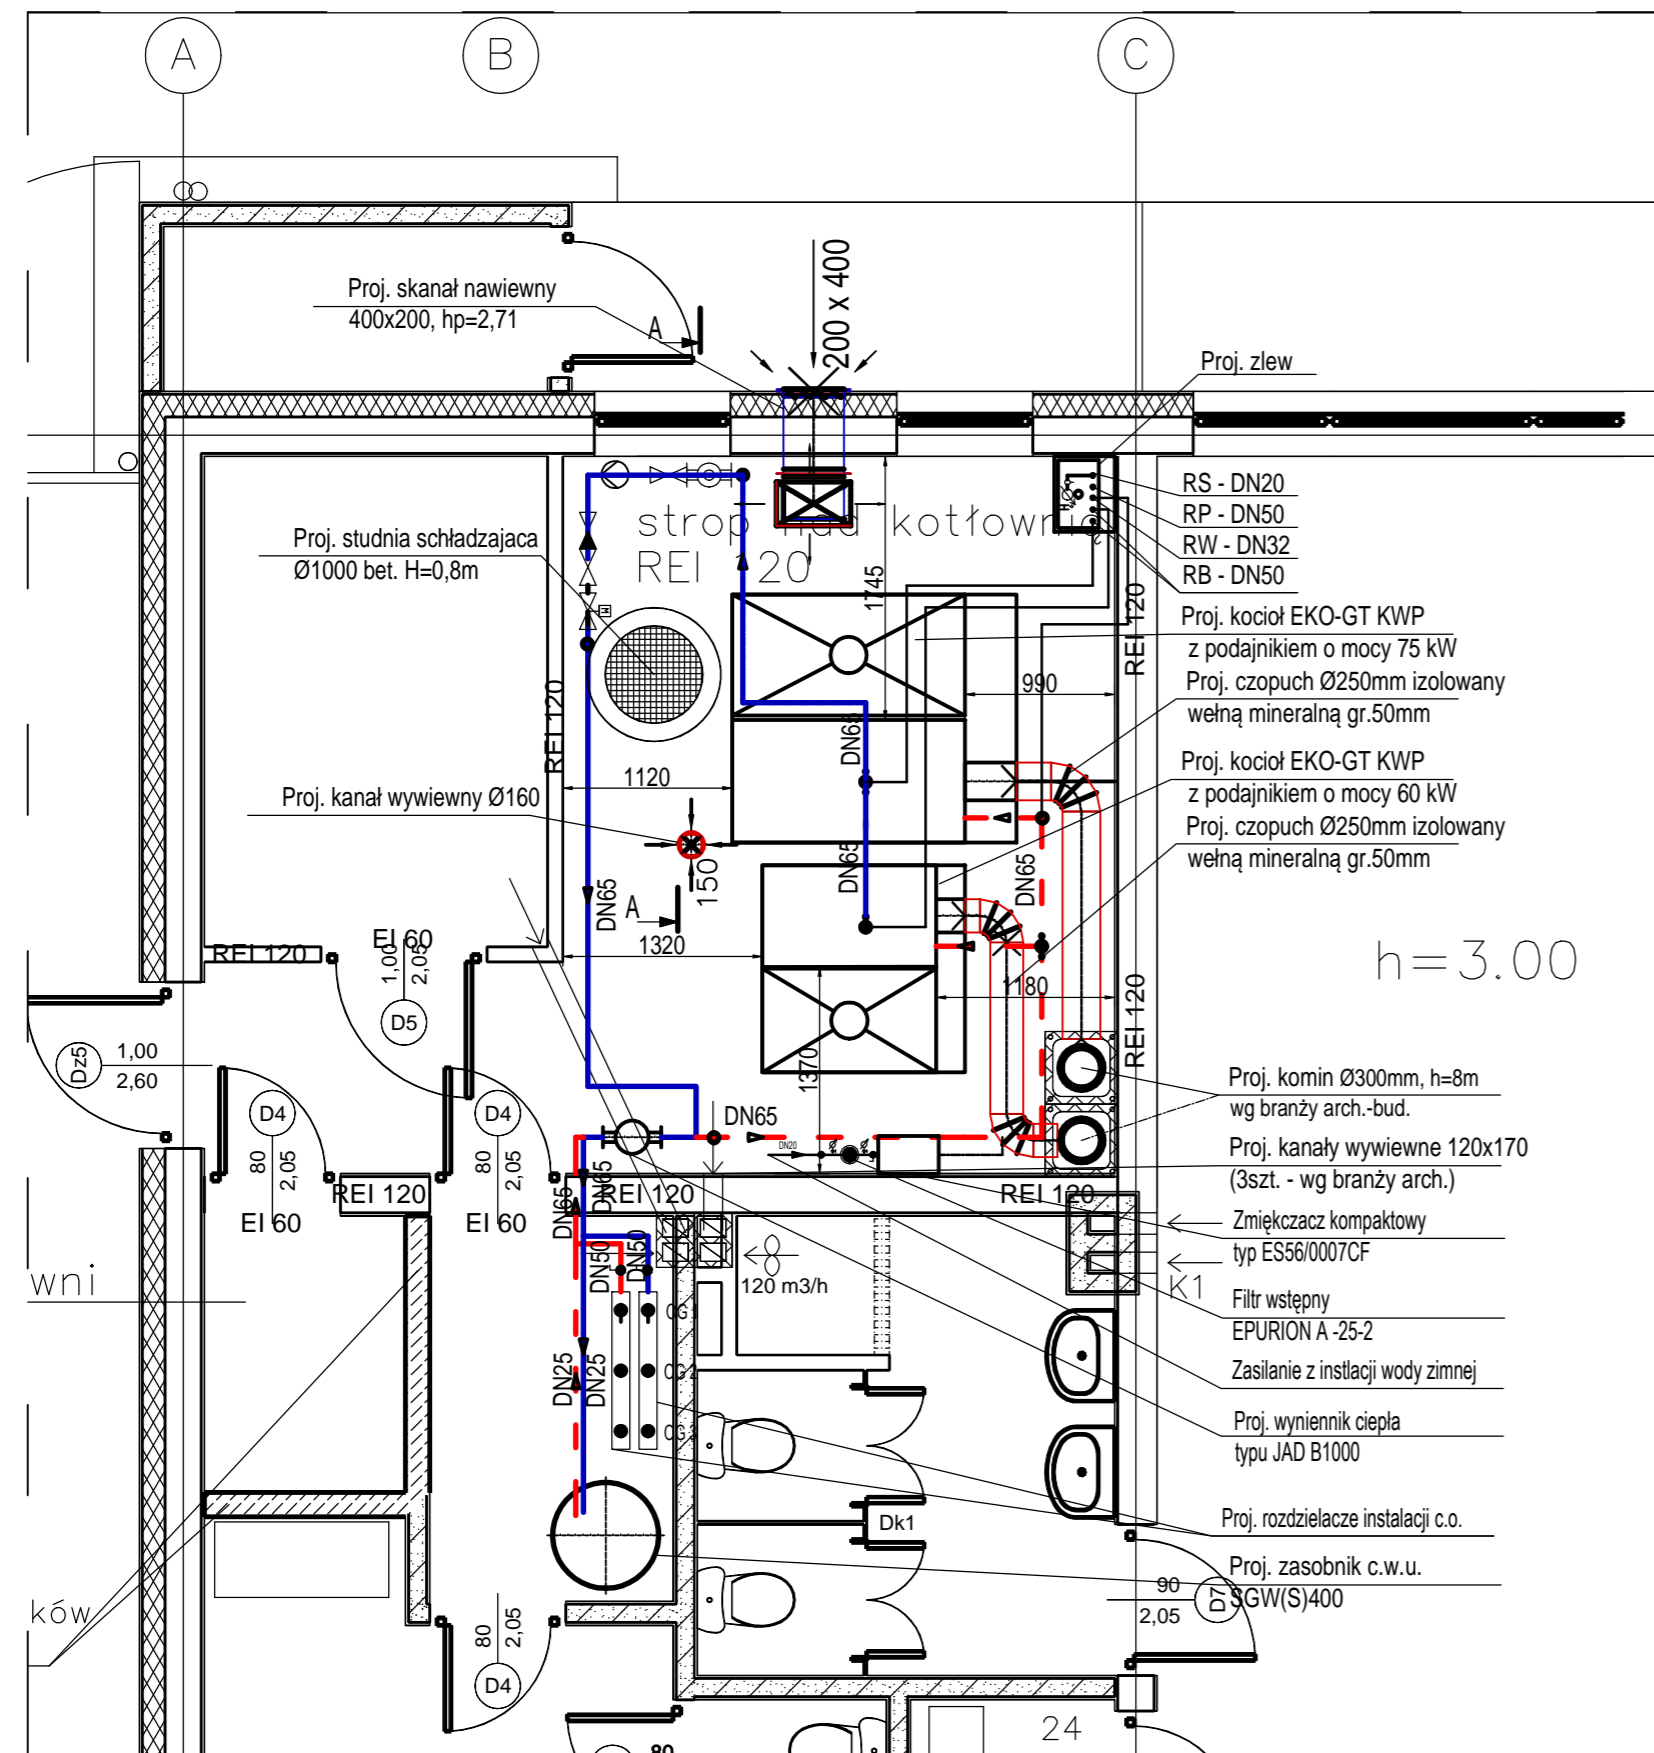 A
B
C
Proj. skanał nawiewny
400x200, hp=2,71
A
200 x 400
Proj. zlew
RS - DN20
RP - DN50
RW - DN32
RB - DN50
strop nad kotłownią
REI 120
Proj. studnia schładzajaca
Ø1000 bet. H=0,8m
1745
REI 120
Proj. kocioł EKO-GT KWP
z podajnikiem o mocy 75 kW
990
Proj. czopuch Ø250mm izolowany
wełną mineralną gr.50mm
REI 120
M
DN65
1120
Proj. kocioł EKO-GT KWP
z podajnikiem o mocy 60 kW
Proj. kanał wywiewny Ø160
Proj. czopuch Ø250mm izolowany
wełną mineralną gr.50mm
150
DN65
DN65
DN65
A
1320
REI 120
EI 60
1,00
2,05
D5
h=3.00
1180
REI 120
1370
Dz5
1,00
2,60
D4
80
2,05
D4
80
2,05
DN65
DN20
Proj. komin Ø300mm, h=8m
wg branży arch.-bud.
Proj. kanały wywiewne 120x170
(3szt. - wg branży arch.)
REI 120
EI 60
EI 60
DN65
DN65
REI 120
REI 120
Zmiękczacz kompaktowy
typ ES56/0007CF
K1
DN50
DN50
120 m3/h
wni
OG1
Filtr wstępny
EPURION A -25-2
DN25
DN25
OG2
Zasilanie z instlacji wody zimnej
OG3
Proj. wyniennik ciepła
typu JAD B1000
Dk1
Proj. rozdzielacze instalacji c.o.
Proj. zasobnik c.w.u.
SGW(S)400
90
2,05
D7
ków
80
2,05
D4
24
80